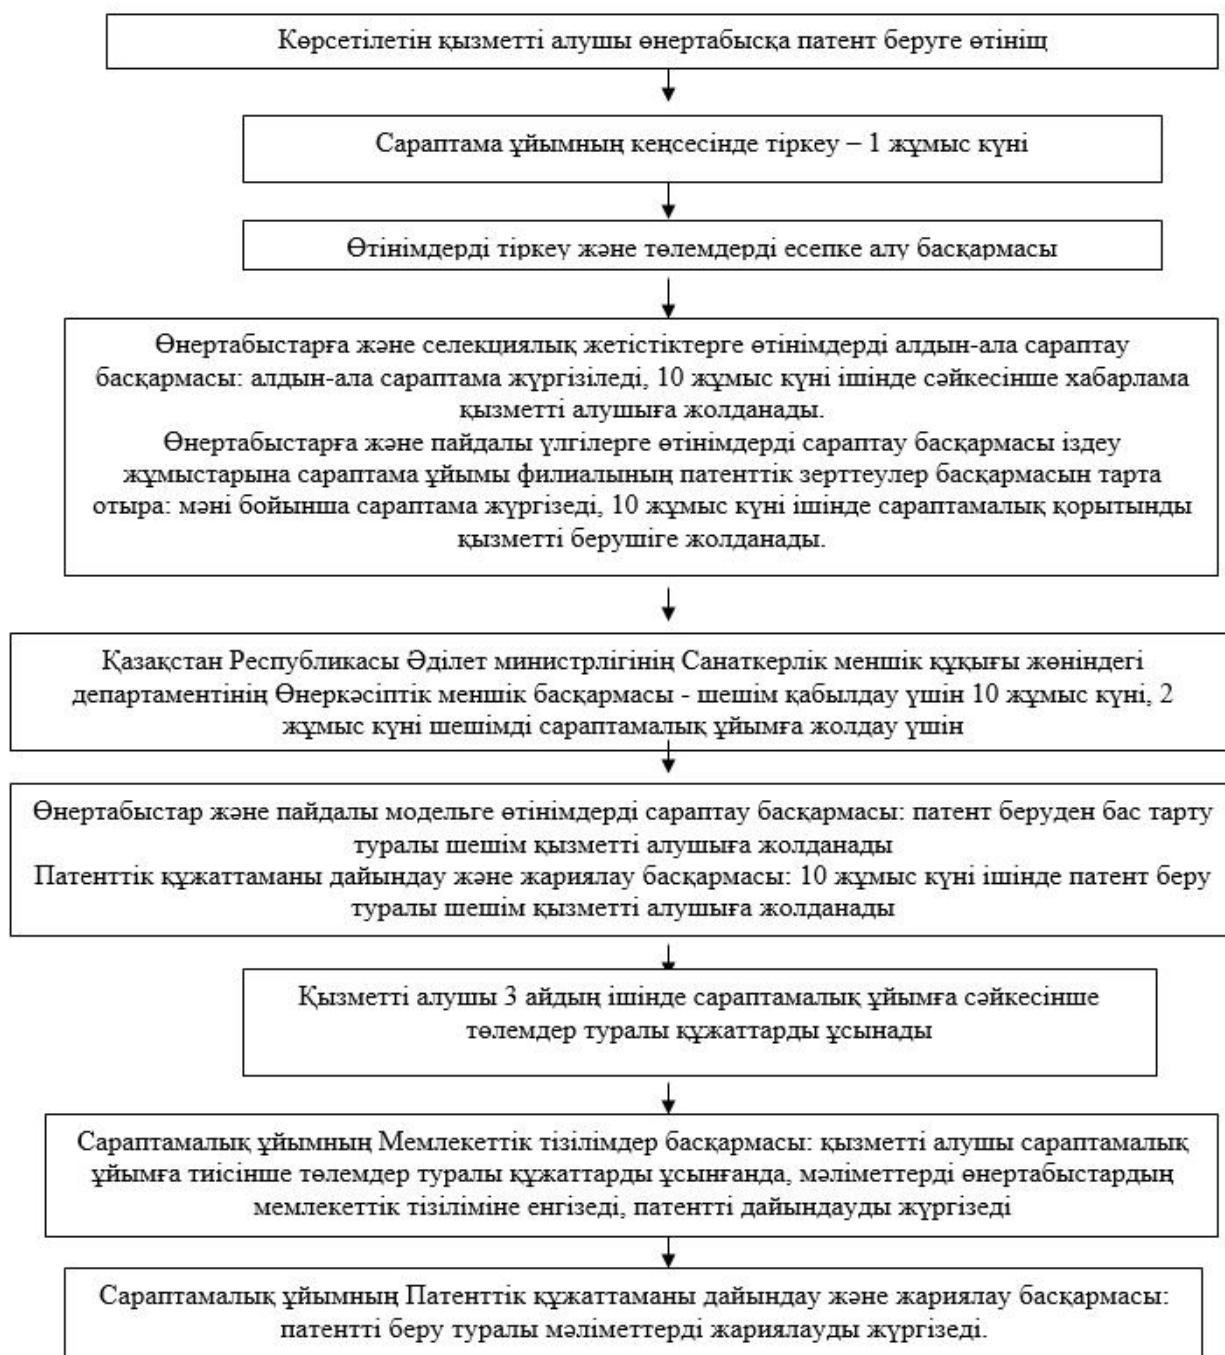 Көрсетілетін қызметті алушы өнертабысқа патент беруге өтініщ
Сараптама ұйымның кеңсесінде тіркеу – 1 жұмыс күні
Өтінімдерді тіркеу және төлемдерді есепке алу басқармасы
Өнертабыстарға және селекциялық жетістіктерге өтінімдерді алдын-ала сараптау
басқармасы: алдын-ала сараптама жүргізіледі, 10 жұмыс күні ішінде сәйкесінше хабарлама
қызметті алушыға жолданады.
Өнертабыстарға және пайдалы үлгілерге өтінімдерді сараптау басқармасы іздеу
жұмыстарына сараптама ұйымы филиалының патенттік зерттеулер басқармасын тарта
отыра: мәні бойынша сараптама жүргізеді, 10 жұмыс күні ішінде сараптамалық қорытынды
қызметті берушіге жолданады.
Қазақстан Республикасы Әділет министрлігінің Санаткерлік меншік құқығы жөніндегі
департаментінің Өнеркәсіптік меншік басқармасы - шешім қабылдау үшін 10 жұмыс күні, 2
жұмыс күні шешімді сараптамалық ұйымға жолдау үшін
Өнертабыстар және пайдалы модельге өтінімдерді сараптау басқармасы: патент беруден бас тарту
туралы шешім қызметті алушыға жолданады
Патенттік құжаттаманы дайындау және жариялау басқармасы: 10 жұмыс күні ішінде патент беру
туралы шешім қызметті алушыға жолданады
Қызметті алушы 3 айдың ішінде сараптамалық ұйымға сәйкесінше
төлемдер туралы құжаттарды ұсынады
Сараптамалық ұйымның Мемлекеттік тізілімдер басқармасы: қызметті алушы сараптамалық
ұйымға тиісінше төлемдер туралы құжаттарды ұсынғанда, мәліметтерді өнертабыстардың
мемлекеттік тізіліміне енгізеді, патентті дайындауды жүргізеді
Сараптамалық ұйымның Патенттік құжаттаманы дайындау және жариялау басқармасы:
патентті беру туралы мәліметтерді жариялауды жүргізеді.